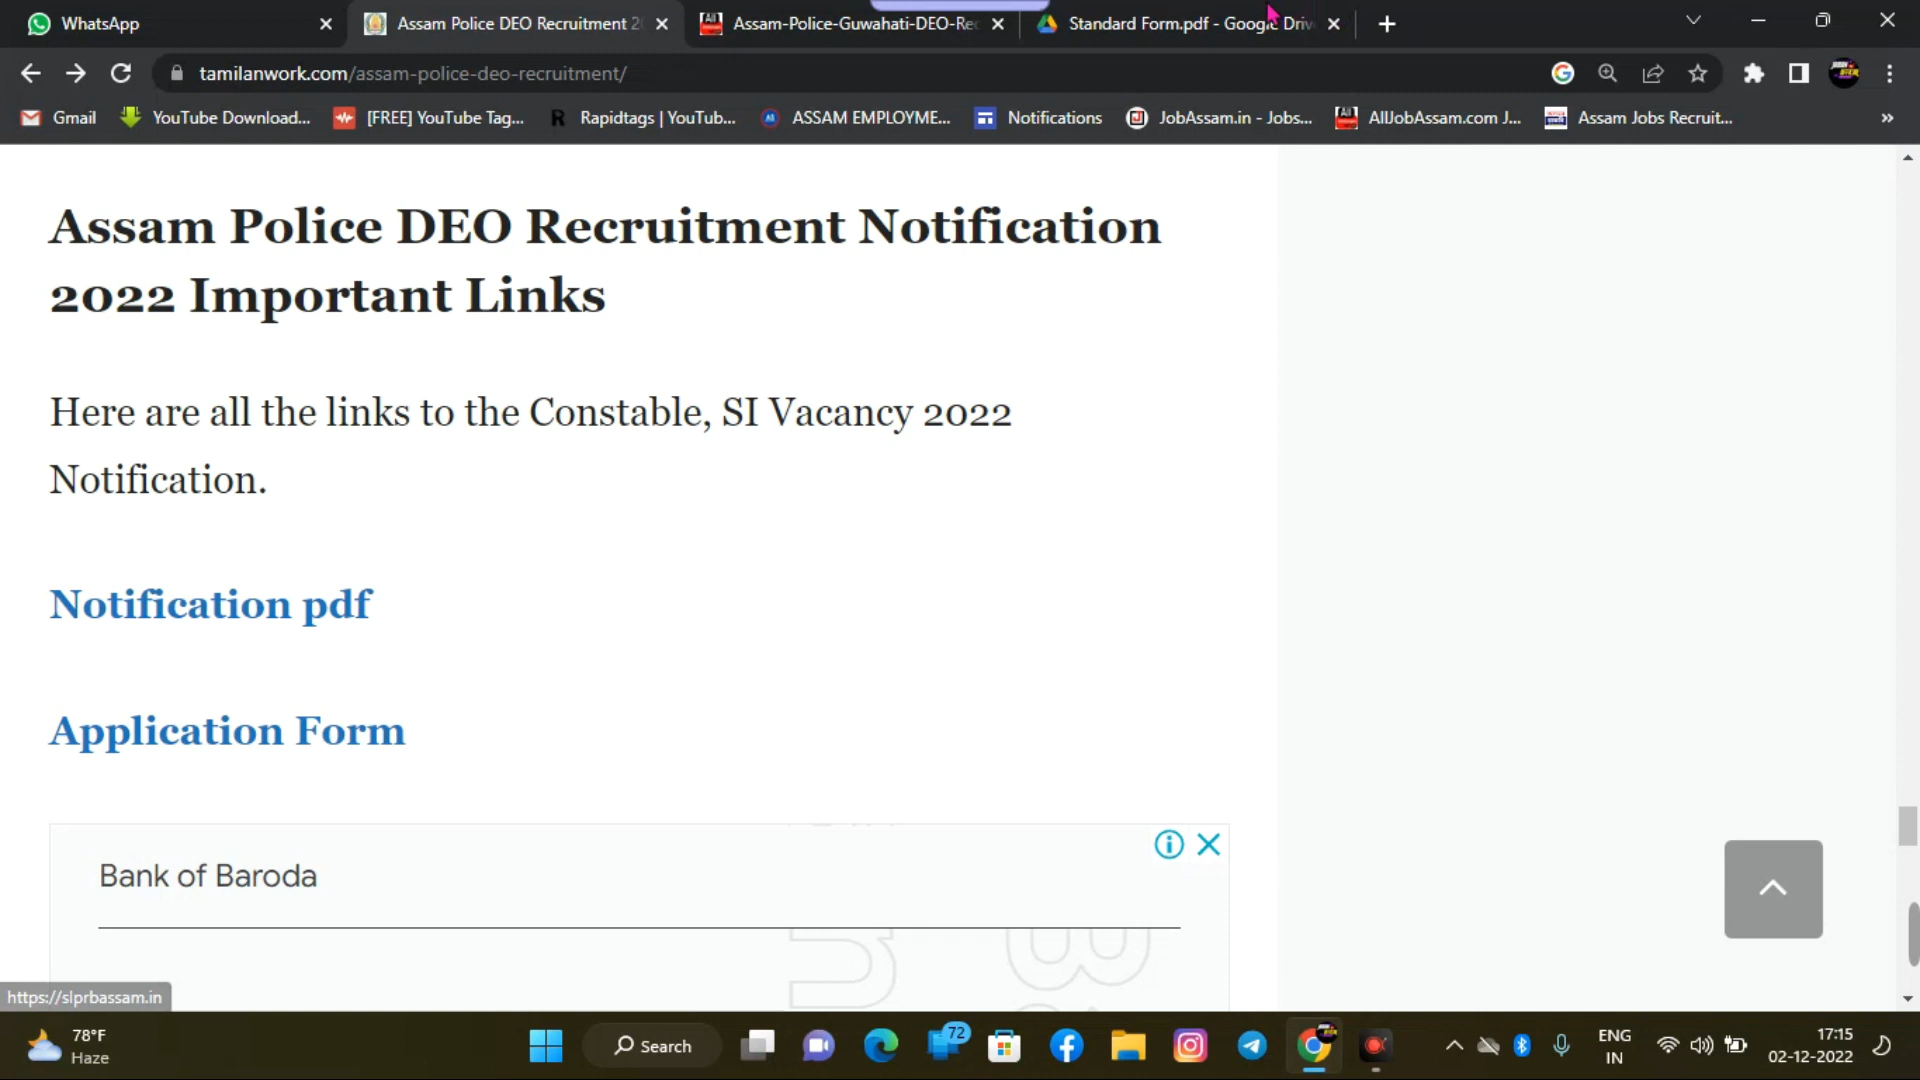 WhatsApp
Assam Police DEO Recruitment 2
Assam-Police-Guwahati-DEO-Rec
Standard Form.pdf - Google Driv
tamilanwork.com/assam-police-deo-recruitment/
Gmail
YouTube Download...
[FREE] YouTube Tag...
Rapidtags | YouTub...
ASSAM EMPLOYME...
Notifications
JobAssam.in - Jobs...
AllJobAssam.com J...
Assam Jobs Recruit...
Assam Police DEO Recruitment Notification
2022 Important Links
Here are all the links to the Constable, SI Vacancy 2022
Notification.
Notification pdf
Application Form
Bank of Baroda
https://slprbassam.in
78°F
Haze
Search
72
ENG
IN
17:15
02-12-2022